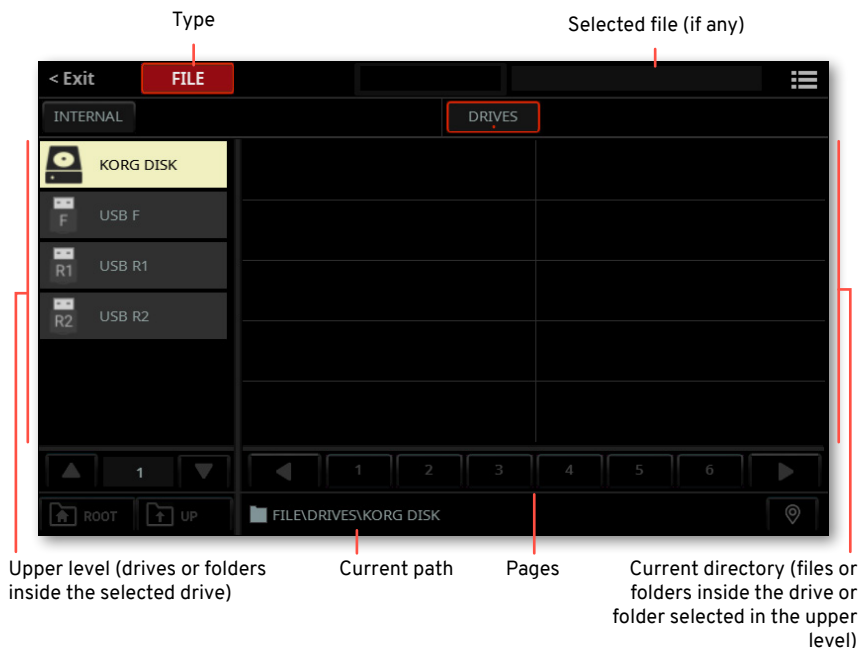 Type
Selected file (if any)
< Exit
FILE
INTERNAL
DRIVES
KORG DISK
F
USB F
R1
USB R1
R2
USB R2
1
1
2
3
4
5
6
ROOT
UP
FILE\DRIVES\KORG DISK
Upper level (drives or folders
inside the selected drive)
Current path
Pages
Current directory (files or
folders inside the drive or
folder selected in the upper
level)